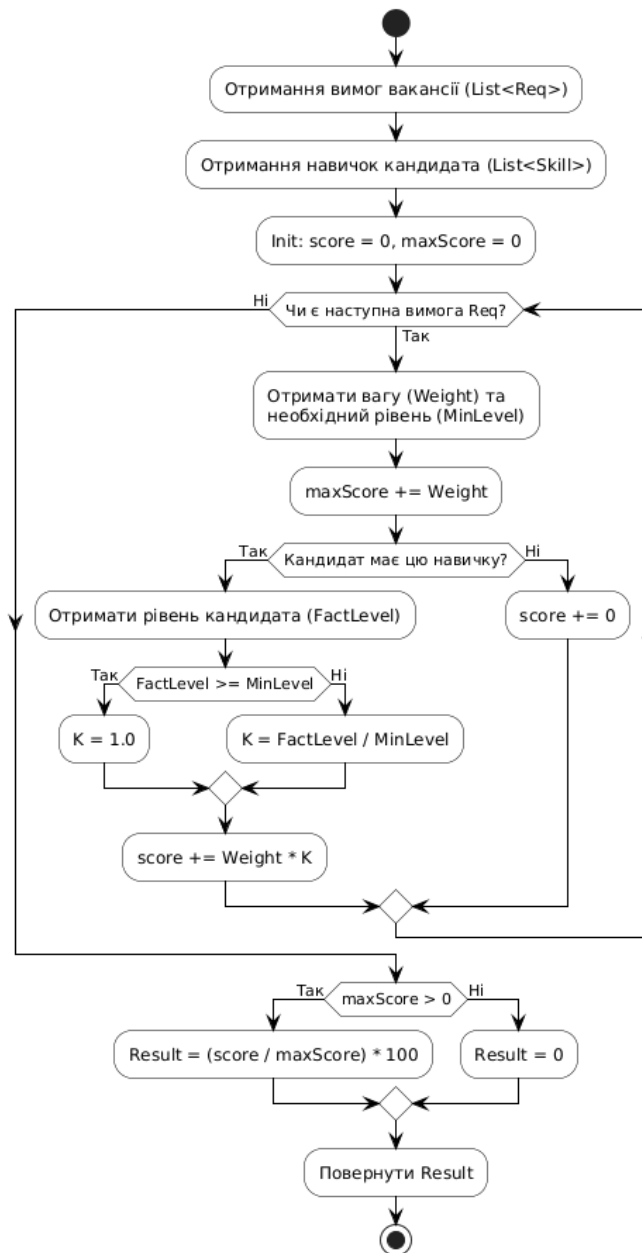 Отримання вимог вакансії (List<Req>)
Отримання навичок кандидата (List<Skill>)
Init: score = 0, maxScore = 0
Ні
Чи є наступна вимога Req?
Так
Отримати вагу (Weight) та
необхідний рівень (MinLevel)
maxScore += Weight
Так
Кандидат має цю навичку?
Ні
Отримати рівень кандидата (FactLevel)
score += 0
Так
FactLevel >= MinLevel
Ні
K = 1.0
K = FactLevel / MinLevel
score += Weight * K
Так
maxScore > 0
Ні
Result = (score / maxScore) * 100
Result = 0
Повернути Result